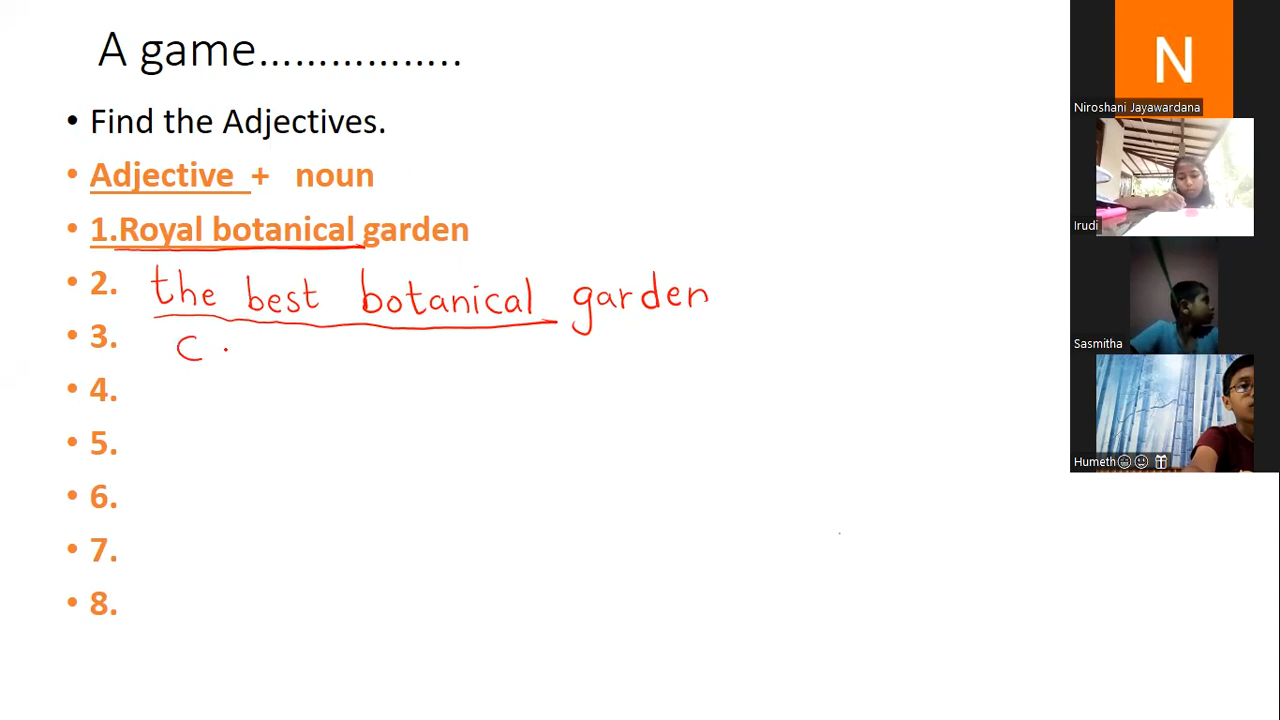 A game……………..
• Find the Adjectives.
• Adjective + noun
• 1.Royal botanical garden
• 2. the best botanical garden
• 3. c
• 4.
• 5.
• 6.
• 7.
• 8.
N
Niroshani Jayawardana
Irudi
Sasmitha
Humeth